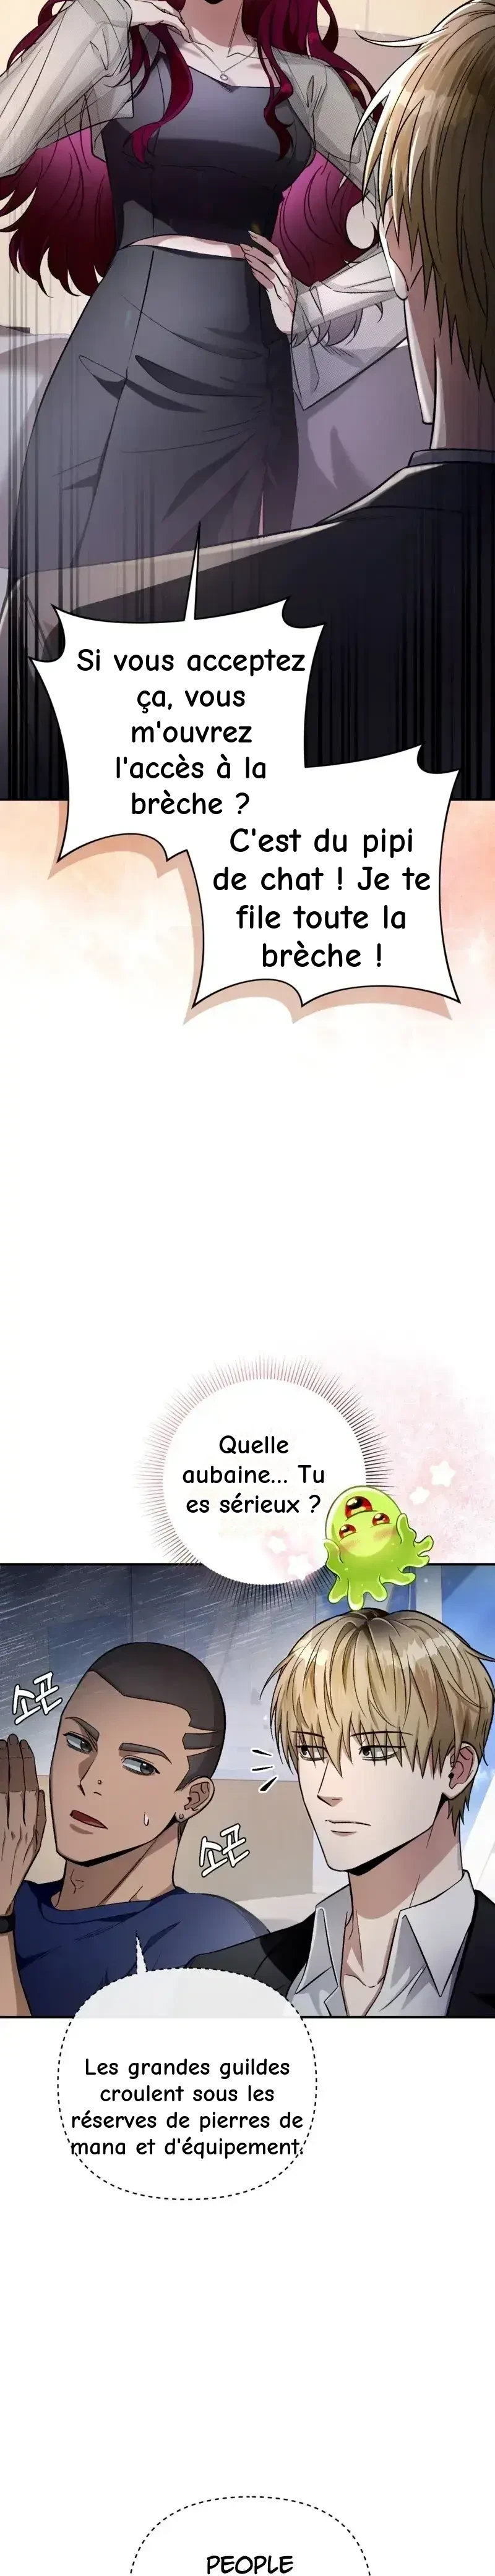 Si vous acceptez
ça, vous
m'ouvrez
l'accès à la
brèche ?
C'est du pipi
de chat ! Je te
file toute la
brèche !
Quelle
aubaine... Tu
es sérieux ?
소곤
소곤
Les grandes guildes
croulent sous les
réserves de pierres de
mana et d'équipement.
PEOPLE